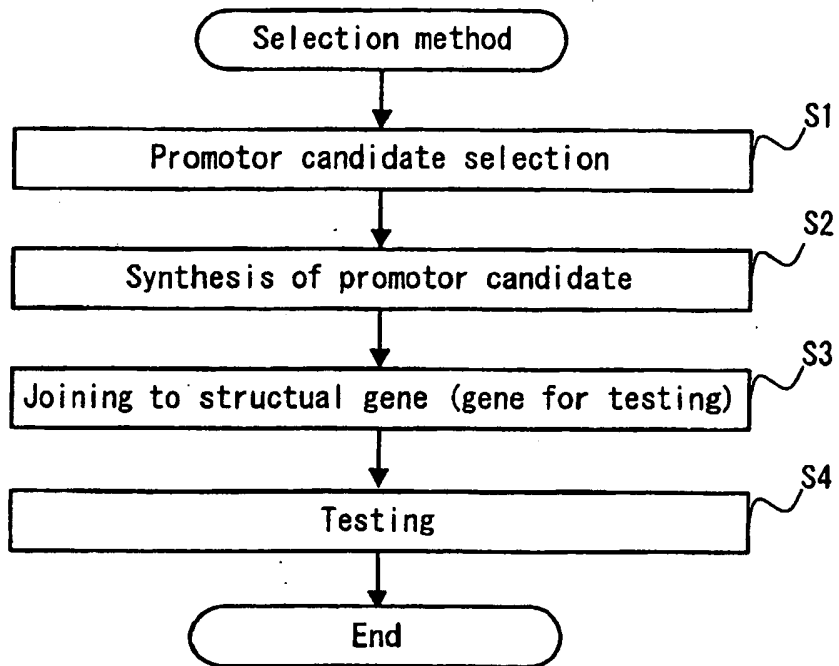 Selection method
S1
Promotor candidate selection
S2
Synthesis of promotor candidate
S3
Joining to structual gene (gene for testing)
S4
Testing
End